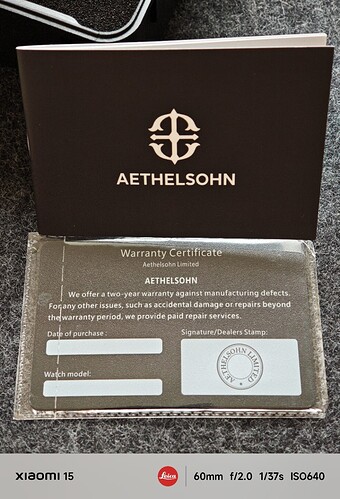 AETHELSOHN
Warranty Certificate
Aethelsohn Limited
AETHELSOHN
We offer a two-year warranty against manufacturing defects.
For any other issues, such as accidental damage or repairs beyond
the warranty period, we provide paid repair services.
Date of purchase :
Signature/Dealers Stamp:
AETHELSOHN LIMITED
Watch model:
XIAOMI 15
Leica
60mm f/2.0 1/37s ISO640